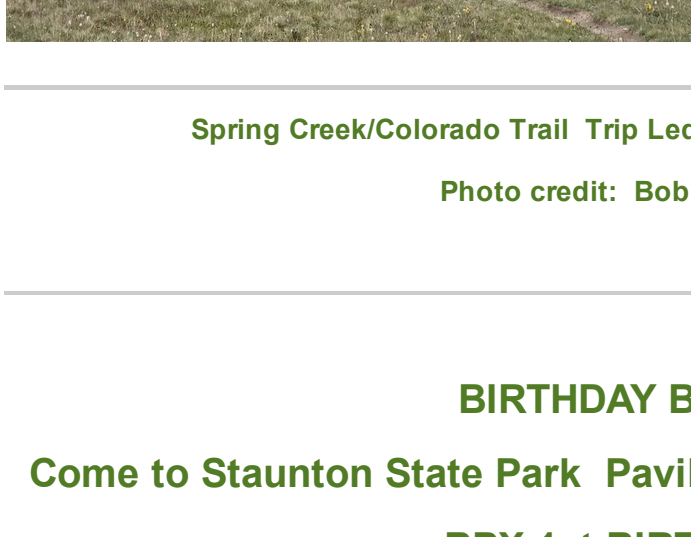 Spring Creek/Colorado Trail Trip
Photo credit: Bob
BIRTHDAY
Come to Staunton State Park